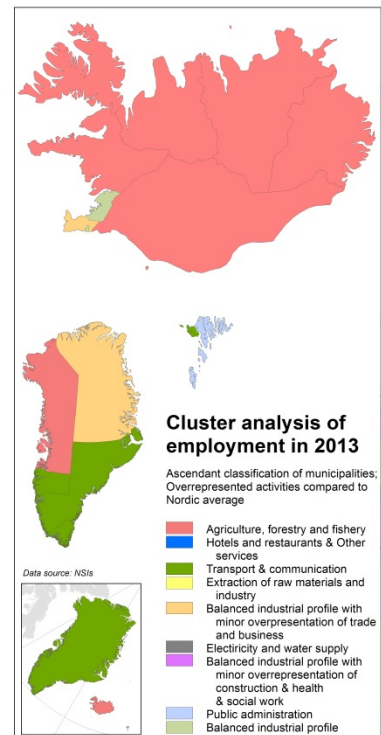 Cluster analysis of
employment in 2013
Ascendant classification of municipalities;
Overrepresented activities compared to
Nordic average
Agriculture, forestry and fishery
Hotels and restaurants & Other
services
Transport & communication
Extraction of raw materials and
industry
Balanced industrial profile with
minor overpresentation of trade
and business
Electiricity and water supply
Balanced industrial profile with
minor overrepresentation of
construction & health
& social work
Public administration
Balanced industrial profile
Data source: NSIs